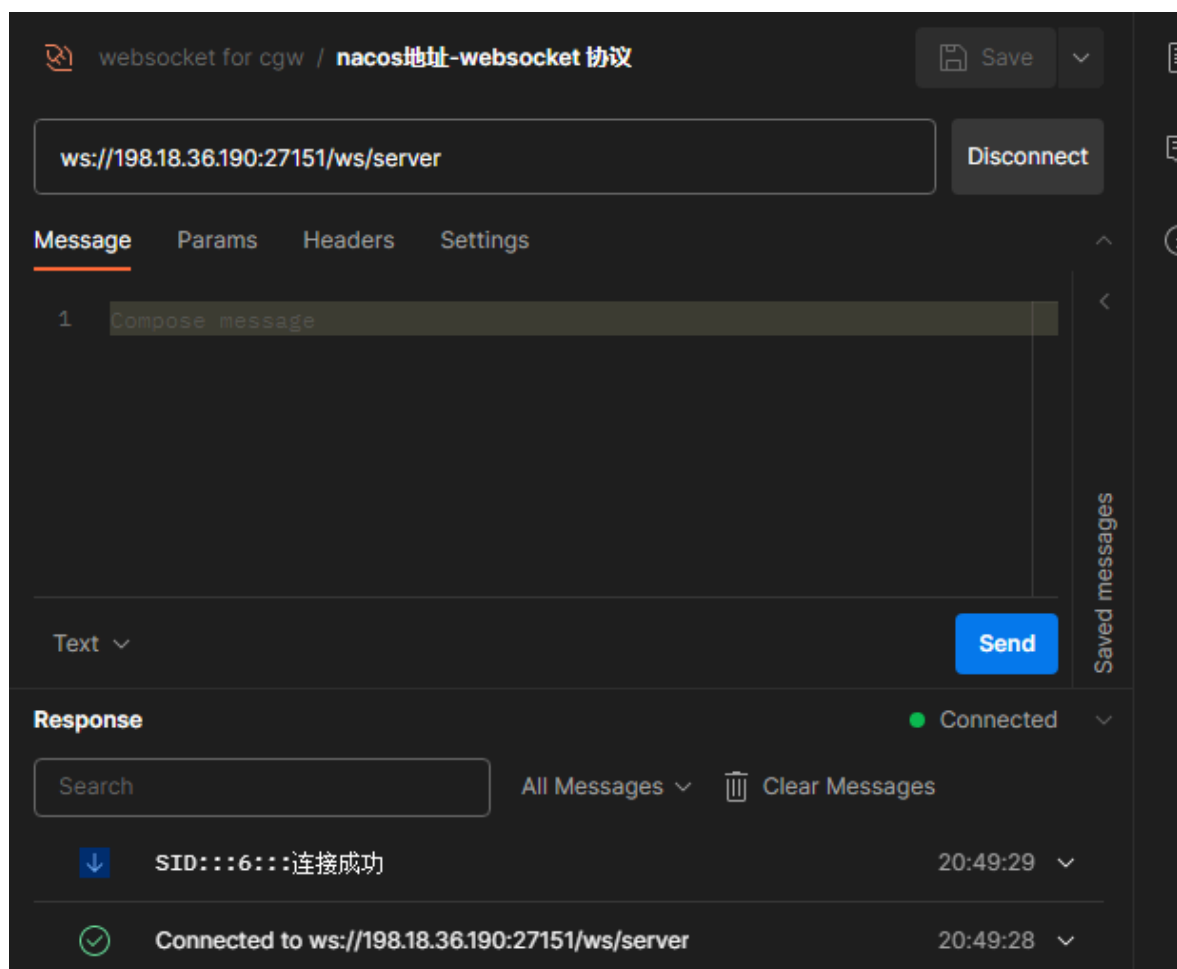 websocket for cgw / nacos地址-websocket 协议
Save
ws://198.18.36.190:27151/ws/server
Disconnect
Message Params Headers Settings
1 Compose message
Saved messages
Text
Send
Response
Connected
Search
All Messages
Clear Messages
SID:::6:::连接成功 20:49:29
Connected to ws://198.18.36.190:27151/ws/server 20:49:28